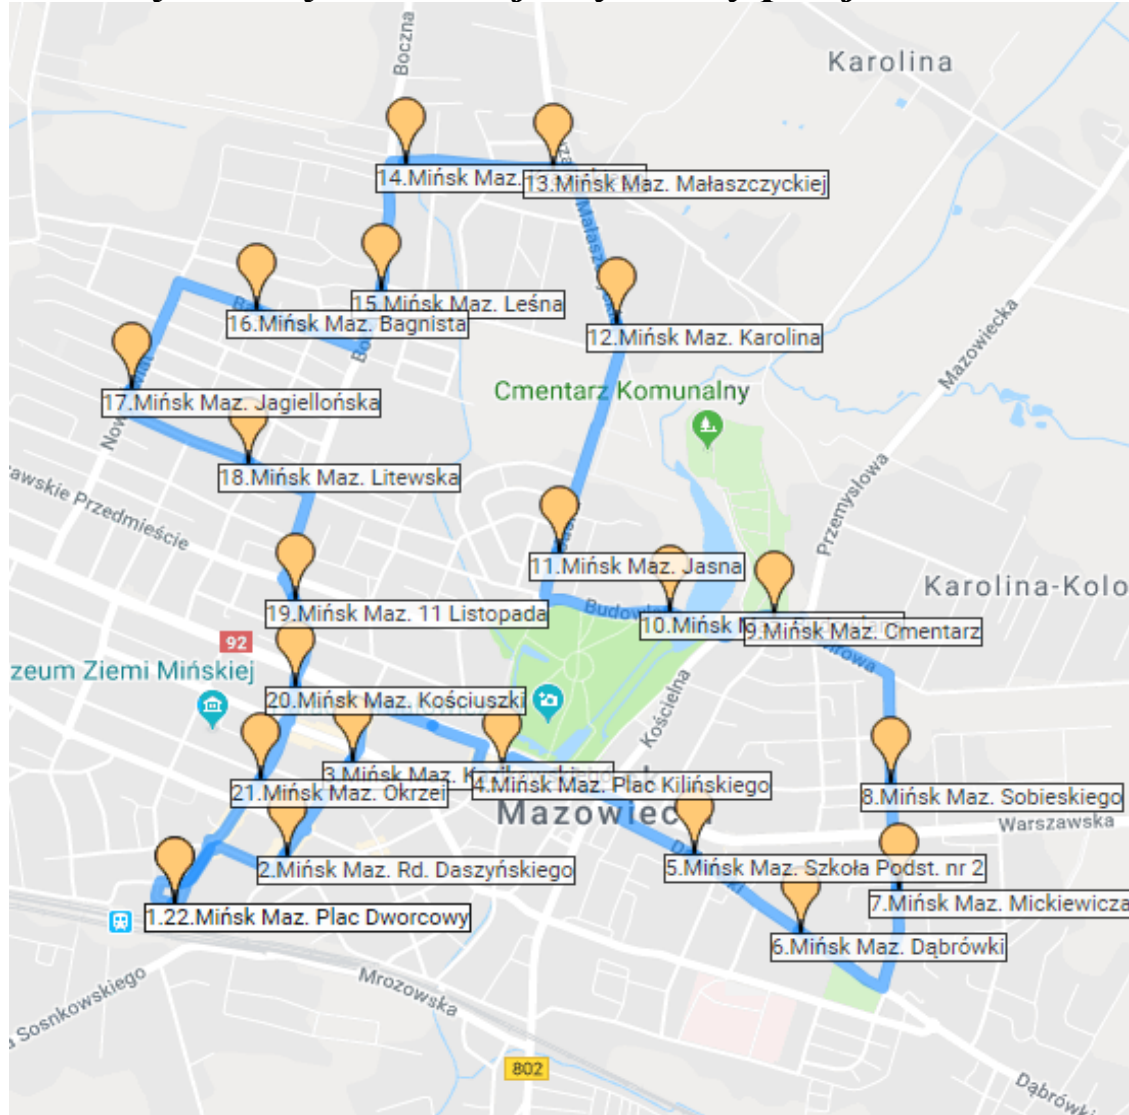 Boczna
Karolina
14.Mińsk Maz.
13.Mińsk Maz. Małaszczyckiej
15.Mińsk Maz. Leśna
16.Mińsk Maz. Bagnista
12.Mińsk Maz. Karolina
Mazowiecka
Cmentarz Komunalny
17.Mińsk Maz. Jagiellońska
18.Mińsk Maz. Litewska
awskie Przedmieście
Przemysłowa
11.Mińsk Maz. Jasna
Karolina-Kolo
19.Mińsk Maz. 11 Listopada
10.Mińsk
9.Mińsk Maz. Cmentarz
92
zeum Ziemi Mińskiej
20.Mińsk Maz. Kościuszki
Kościelna
3.Mińsk Maz.
4.Mińsk Maz. Plac Kilińskiego
21.Mińsk Maz. Okrzei
8.Mińsk Maz. Sobieskiego
Mazowiec
Warszawska
2.Mińsk Maz. Rd. Daszyńskiego
5.Mińsk Maz. Szkoła Podst. nr 2
7.Mińsk Maz. Mickiewicza
1.22.Mińsk Maz. Plac Dworcowy
6.Mińsk Maz. Dąbrówki
Sosnkowskiego
Mrozowska
802
Dąbrówki